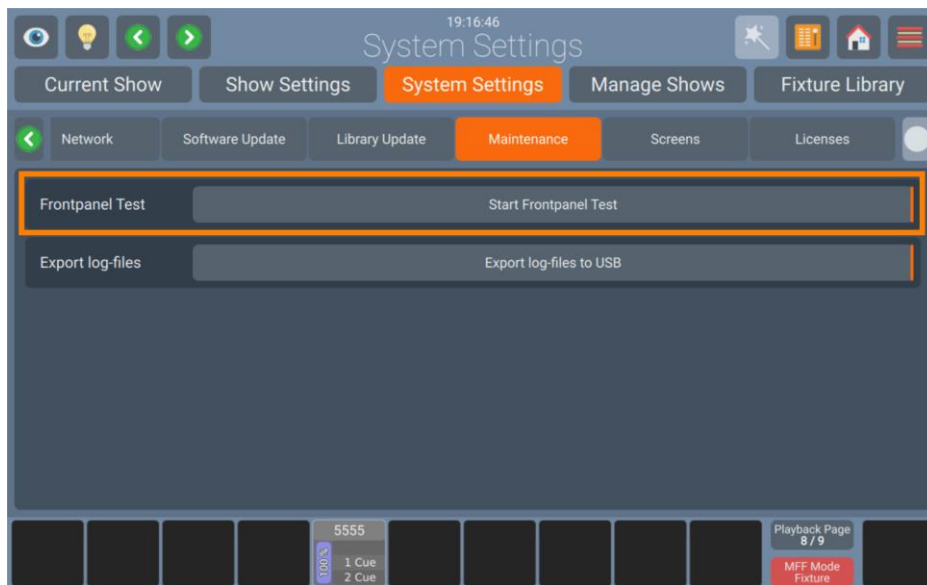 19:16:46
System Settings
Current Show
Show Settings
System Settings
Manage Shows
Fixture Library
Network
Software Update
Library Update
Maintenance
Screens
Licenses
Frontpanel Test
Start Frontpanel Test
Export log-files
Export log-files to USB
5555
100 %
1 Cue
2 Cue
Playback Page
8 / 9
MFF Mode
Fixture